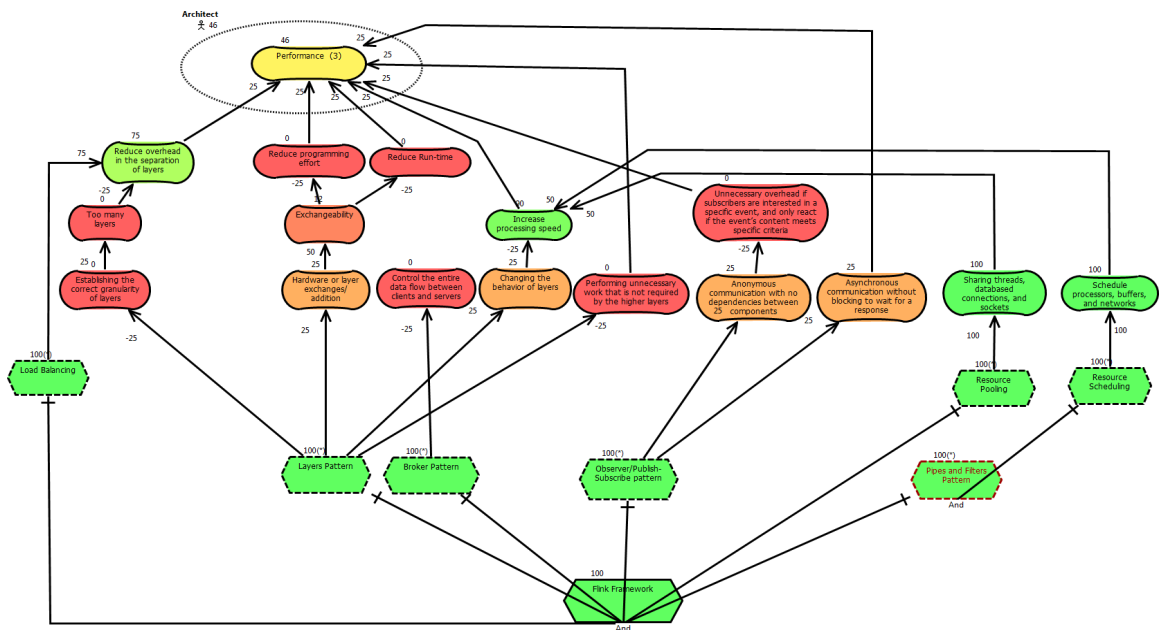 Architect
46
46
Performance (3)
25
25
25
25
25
25
25
25
75
Reduce overhead
in the separation
of layers
75
0
Reduce programming
effort
0
Reduce Run-time
-25
0
Too many
layers
-25
-25
12
Exchangeability
50
Increase
processing speed
50
50
0
Unnecessary overhead if
subscribers are interested in a
specific event, and only react
if the event's content meets
specific criteria
25
0
Establishing the
correct granularity
of layers
50
25
Hardware or layer
exchanges/
addition
0
Control the entire
data flow between
clients and servers
-25
25
Changing the
behavior of layers
0
Performing unnecessary
work that is not required
by the higher layers
-25
25
Anonymous
communication with no
dependencies between
components
25
25
Asynchronous
communication without
blocking to wait for a
response
100
Sharing threads,
databased
connections, and
sockets
100
Schedule
processors, buffers,
and networks
-25
25
-25
25
-25
25
100
100
100(*)
Load Balancing
100(*)
Resource
Pooling
100(*)
Resource
Scheduling
100(*)
Layers Pattern
100(*)
Broker Pattern
100(*)
Observer/Publish-
Subscribe pattern
100(*)
Pipes and Filters
Pattern
And
100
Flink Framework
And